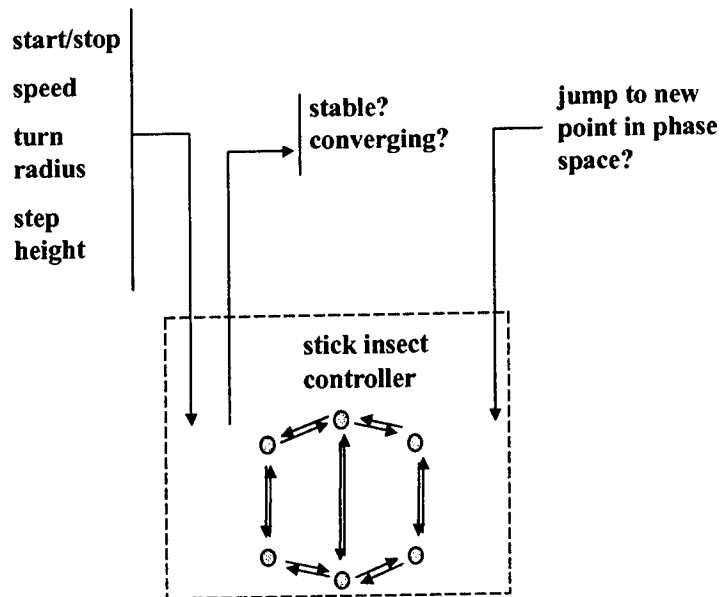 start/stop
speed
turn
radius
step
height
stable?
converging?
jump to new
point in phase
space?
stick insect
controller